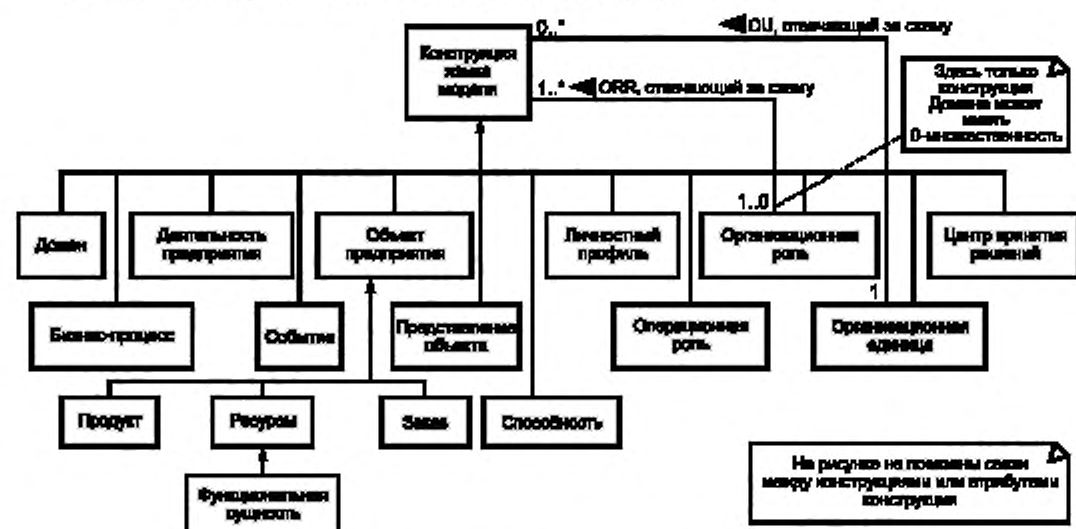 Конструкция
языка
модели
0..*
OU, отвечающий за схему
1..*
ORR, отвечающий за схему
Здесь только
конструкция
Домена может
иметь
0-множественность
1..0
Домен
Деятельность
предприятия
Объект
предприятия
Личностный
профиль
Организационная
роль
Центр принятия
решений
1
Бизнес-процесс
Событие
Представление
объекта
Операционная
роль
Организационная
единица
Продукт
Ресурсы
Заказ
Способность
Функциональная
сущность
На рисунке не показаны связи
между конструкциями или атрибутами
конструкция